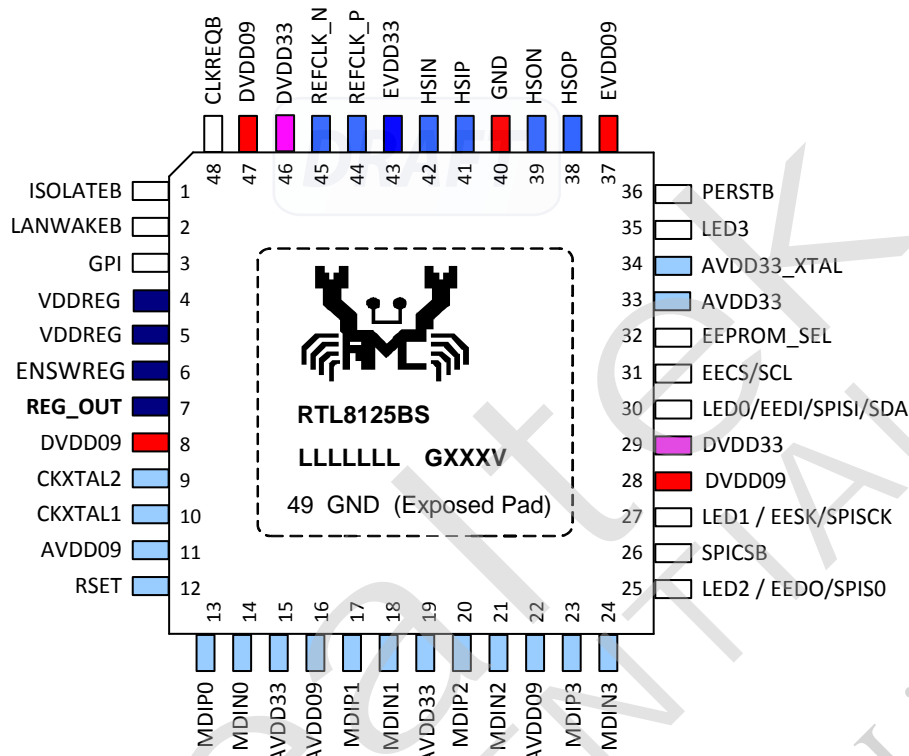 CLKREQB
DVDD09
DVDD33
REFCLK_N
REFCLK_P
EVDD33
HSIN
HSIP
GND
HSON
HSOP
EVDD09
48
47
46
45
44
43
42
41
40
39
38
37
DRAFT
ISOLATEB 1
LANWAKEB 2
GPI 3
VDDREG 4
VDDREG 5
ENSWREG 6
REG_OUT 7
DVDD09 8
CKXTAL2 9
CKXTAL1 10
AVDD09 11
RSET 12
36 PERSTB
35 LED3
34 AVDD33_XTAL
33 AVDD33
32 EEPROM_SEL
31 EECS/SCL
30 LED0/EEDI/SPISI/SDA
29 DVDD33
28 DVDD09
27 LED1 / EESK/SPISCK
26 SPICSB
25 LED2 / EEDO/SPIS0
RTL8125BS
LLLLLLL GXXXV
49 GND (Exposed Pad)
13
14
15
16
17
18
19
20
21
22
23
24
MDIP0
MDIN0
AVDD33
AVDD09
MDIP1
MDIN1
AVDD33
MDIP2
MDIN2
AVDD09
MDIP3
MDIN3